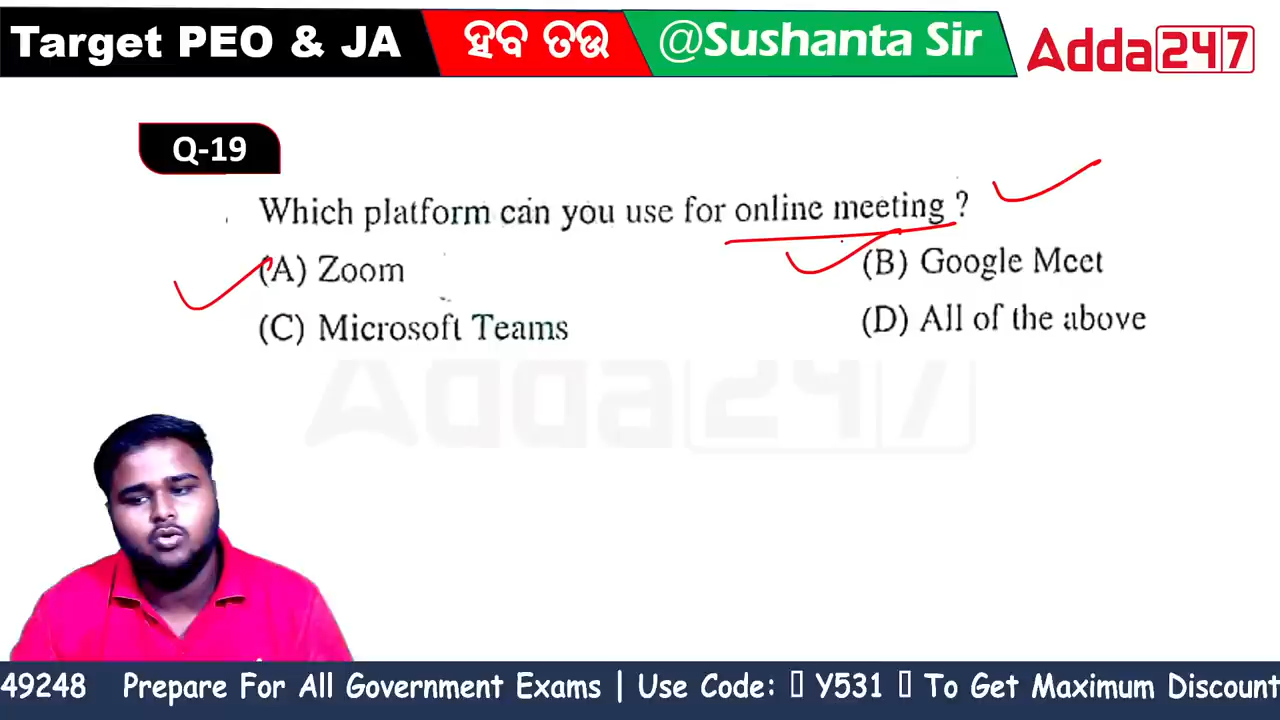 Target PEO & JA ହବ ତଉ @Sushanta Sir Adda247
Q-19
Which platform can you use for online meeting ?
(A) Zoom (B) Google Meet
(C) Microsoft Teams (D) All of the above
Adda247
49248 Prepare For All Government Exams | Use Code: Y531 To Get Maximum Discount